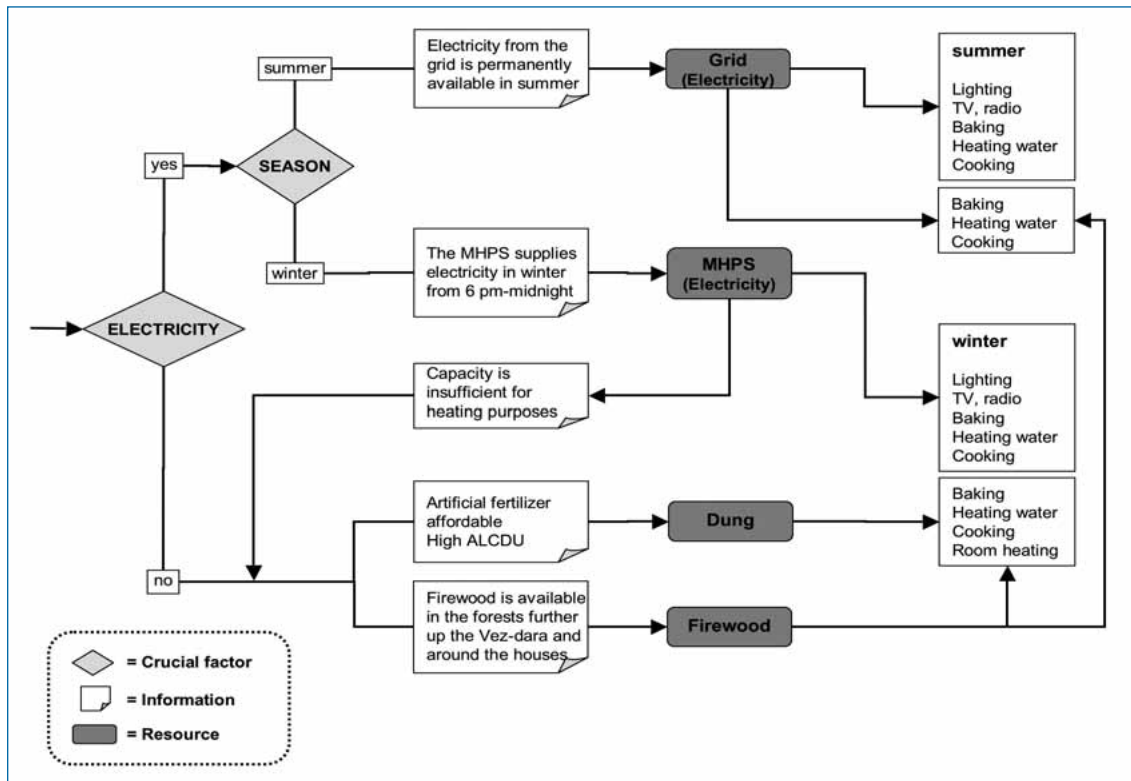 summer
Electricity from the
grid is permanently
available in summer
Grid
(Electricity)
summer
Lighting
TV, radio
Baking
Heating water
Cooking
yes
SEASON
Baking
Heating water
Cooking
winter
The MHPS supplies
electricity in winter
from 6 pm-midnight
MHPS
(Electricity)
ELECTRICITY
winter
Lighting
TV, radio
Baking
Heating water
Cooking
Capacity is
insufficient for
heating purposes
Artificial fertilizer
affordable
High ALCDU
Dung
Baking
Heating water
Cooking
Room heating
no
Firewood is available
in the forests further
up the Vez-dara and
around the houses
Firewood
= Crucial factor
= Information
= Resource